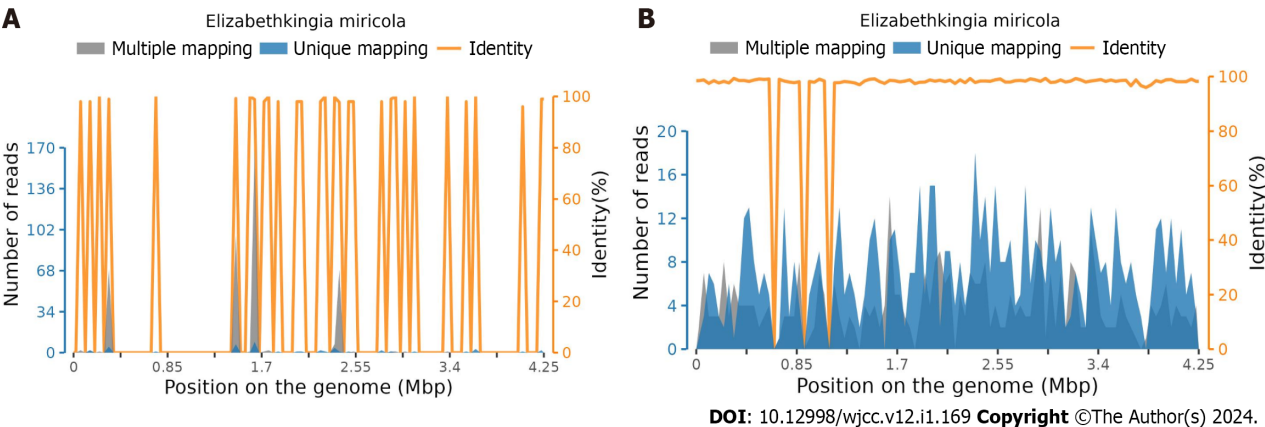 A
Elizabethkingia miricola
Multiple mapping Unique mapping Identity
Number of reads
170
136
102
68
34
0
100
80
60
40
20
0
Identity(%)
0 0.85 1.7 2.55 3.4 4.25
Position on the genome (Mbp)
B
Elizabethkingia miricola
Multiple mapping Unique mapping Identity
Number of reads
20
16
12
8
4
0
100
80
60
40
20
0
Identity(%)
0 0.85 1.7 2.55 3.4 4.25
Position on the genome (Mbp)
DOI: 10.12998/wjcc.v12.i1.169 Copyright ©The Author(s) 2024.